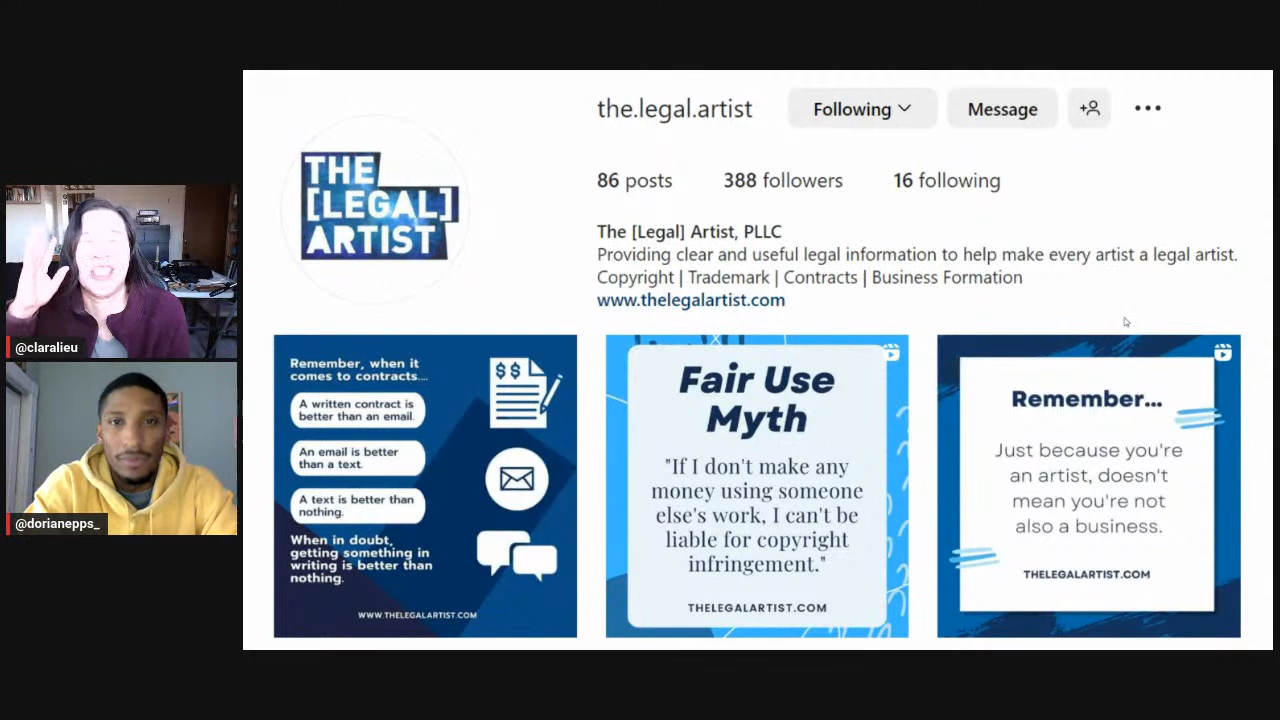 the.legal.artist
Following
Message
86 posts
388 followers
16 following
The [Legal] Artist, PLLC
Providing clear and useful legal information to help make every artist a legal artist.
Copyright | Trademark | Contracts | Business Formation
www.thelegalartist.com
THE
[LEGAL]
ARTIST
@claralieu
@dorianepps_
Remember, when it
comes to contracts....
A written contract is
better than an email.
An email is better
than a text.
A text is better than
nothing.
When in doubt,
getting something in
writing is better than
nothing.
WWW.THELEGALARTIST.COM
$$
Fair Use
Myth
"If I don't make any
money using someone
else's work, I can't be
liable for copyright
infringement."
THELEGALARTIST.COM
Remember...
Just because you're
an artist, doesn't
mean you're not
also a business.
THELEGALARTIST.COM